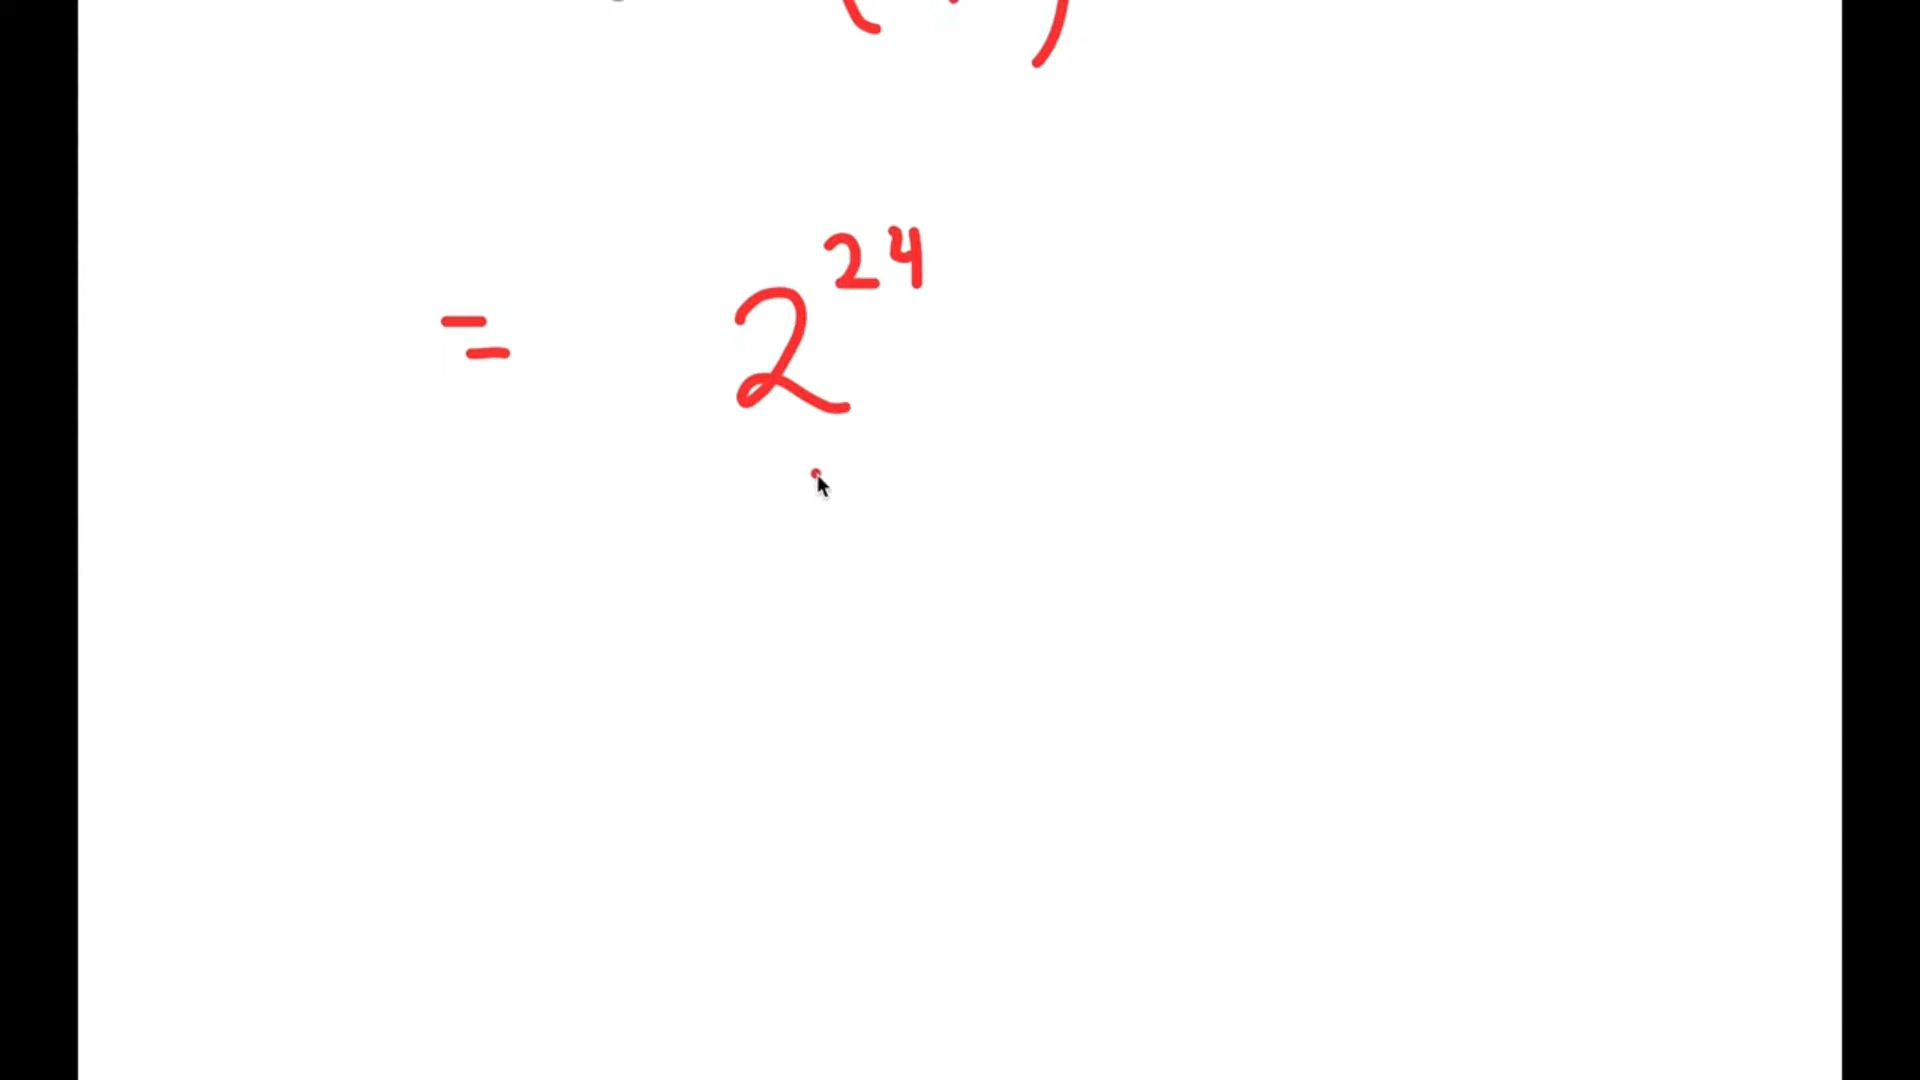 = 2²⁴